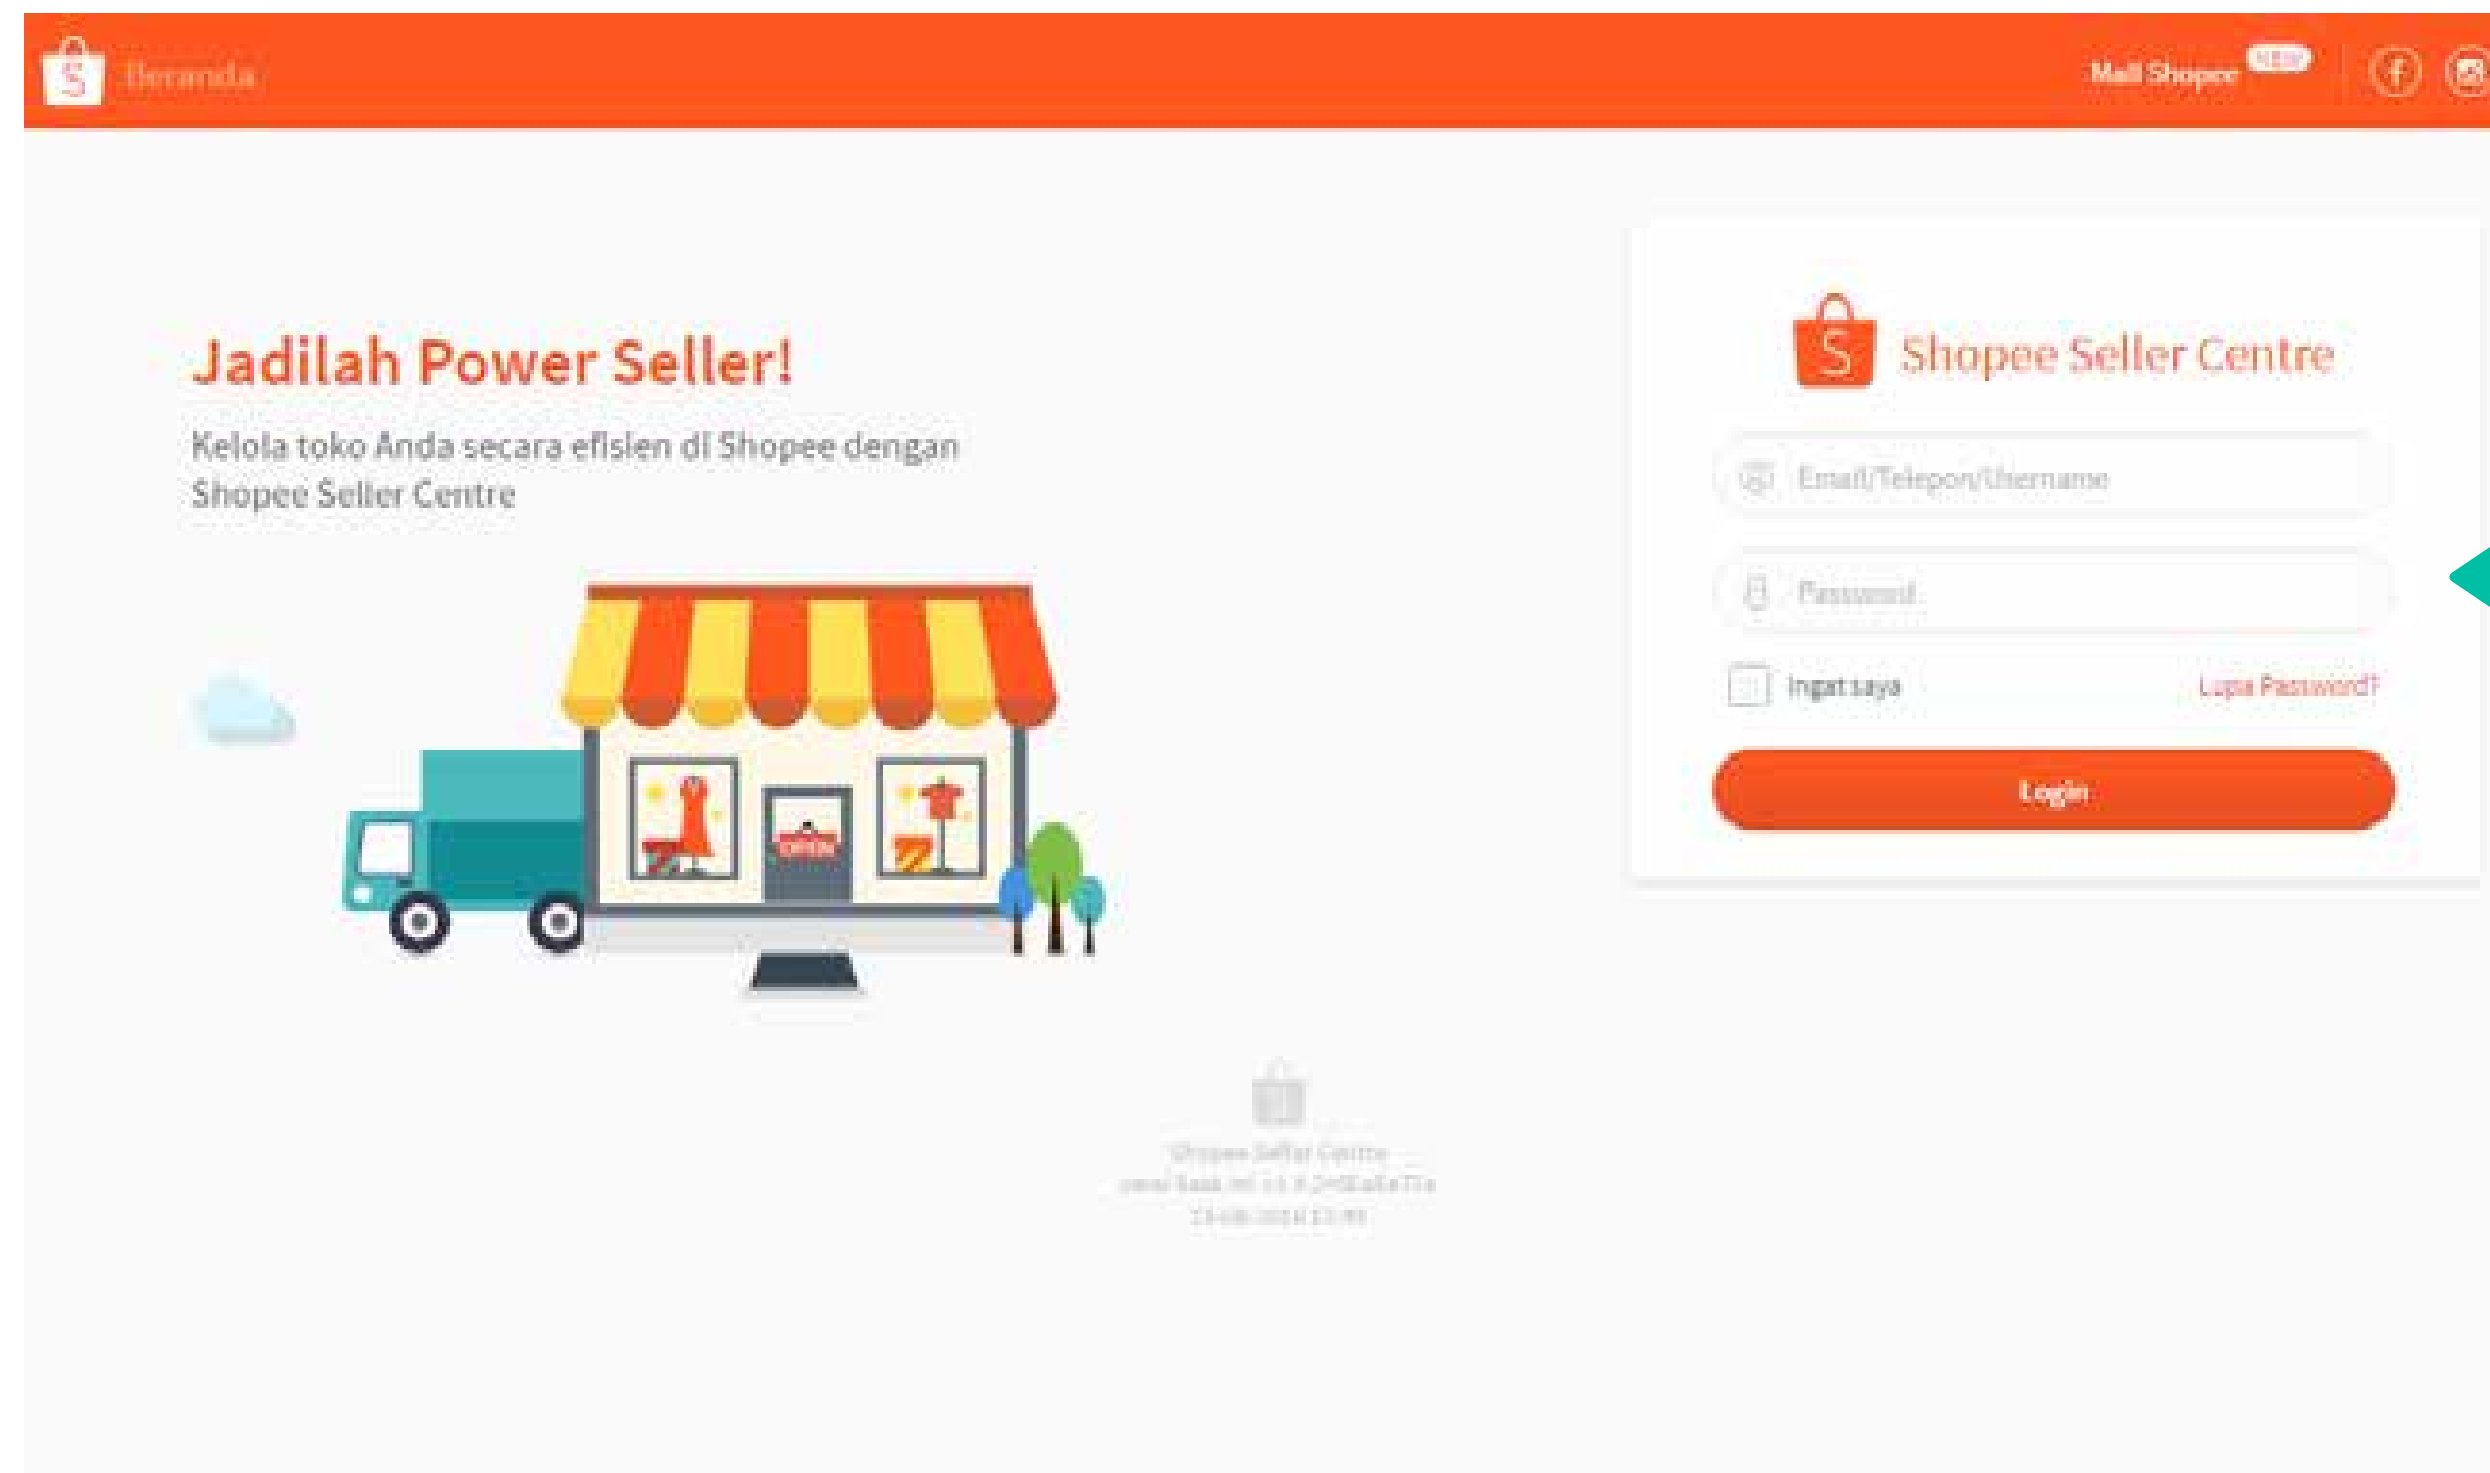 Beranda
Mall Shopee
Jadilah Power Seller!
Kelola toko Anda secara efisien di Shopee dengan
Shopee Seller Centre
Shopee Seller Centre
Email/Telepon/Username
Password
Ingat saya
Lupa Password?
Login
OPEN
Shopee Seller Centre